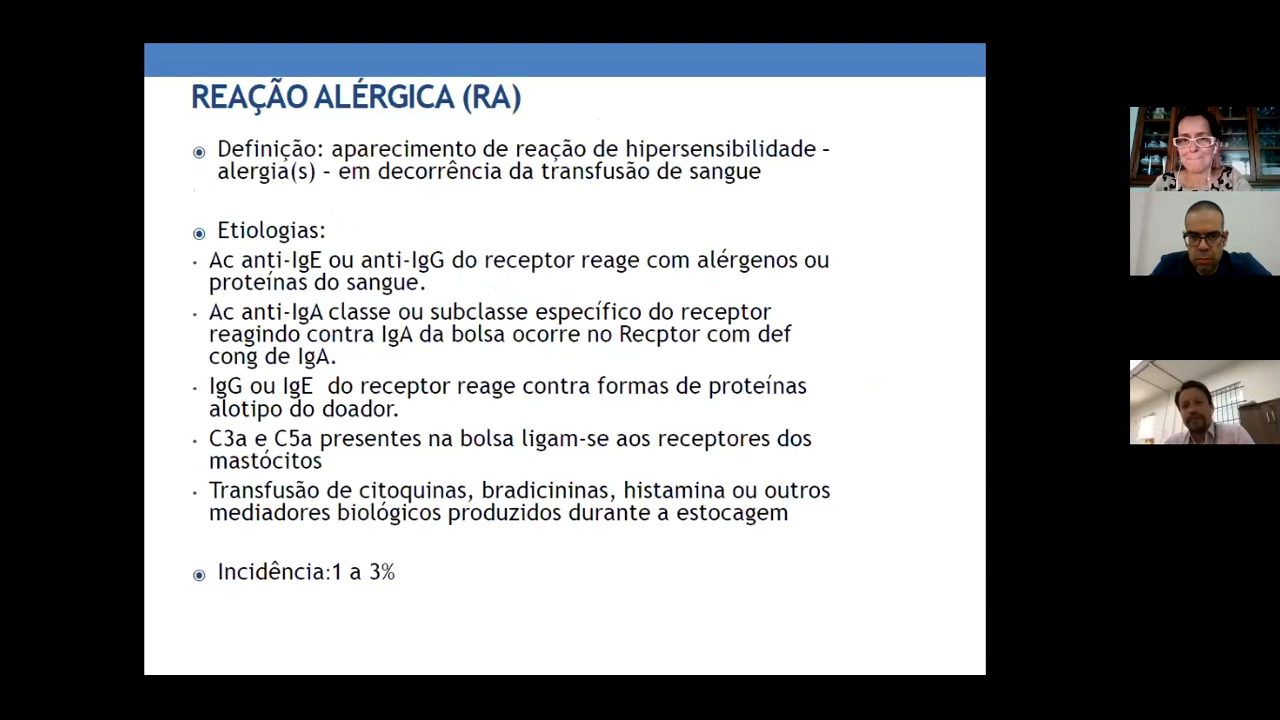 REAÇÃO ALÉRGICA (RA)
Definição: aparecimento de reação de hipersensibilidade –
alergia(s) – em decorrência da transfusão de sangue
Etiologias:
Ac anti-IgE ou anti-IgG do receptor reage com alérgenos ou
proteínas do sangue.
Ac anti-IgA classe ou subclasse específico do receptor
reagindo contra IgA da bolsa ocorre no Recptor com def
cong de IgA.
IgG ou IgE do receptor reage contra formas de proteínas
alotipo do doador.
C3a e C5a presentes na bolsa ligam-se aos receptores dos
mastócitos
Transfusão de citoquinas, bradicininas, histamina ou outros
mediadores biológicos produzidos durante a estocagem
Incidência:1 a 3%